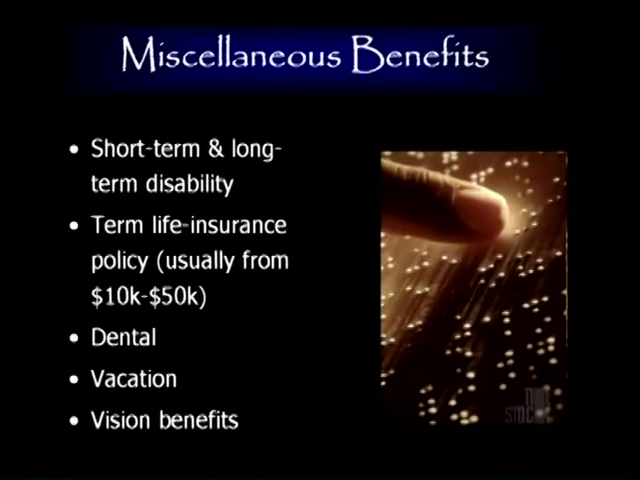 Miscellaneous Benefits
• Short-term & long-
term disability
• Term life-insurance
policy (usually from
$10k-$50k)
• Dental
• Vacation
• Vision benefits